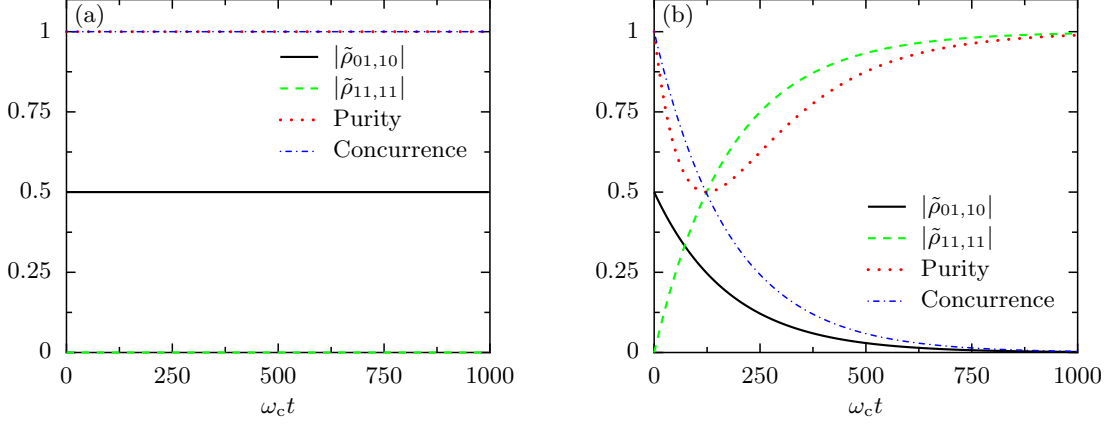 (a)
1
0.75
0.5
0.25
0
|ρ̃01,10|
|ρ̃11,11|
Purity
Concurrence
0 250 500 750 1000
ωct
(b)
1
0.75
0.5
0.25
0
|ρ̃01,10|
|ρ̃11,11|
Purity
Concurrence
0 250 500 750 1000
ωct